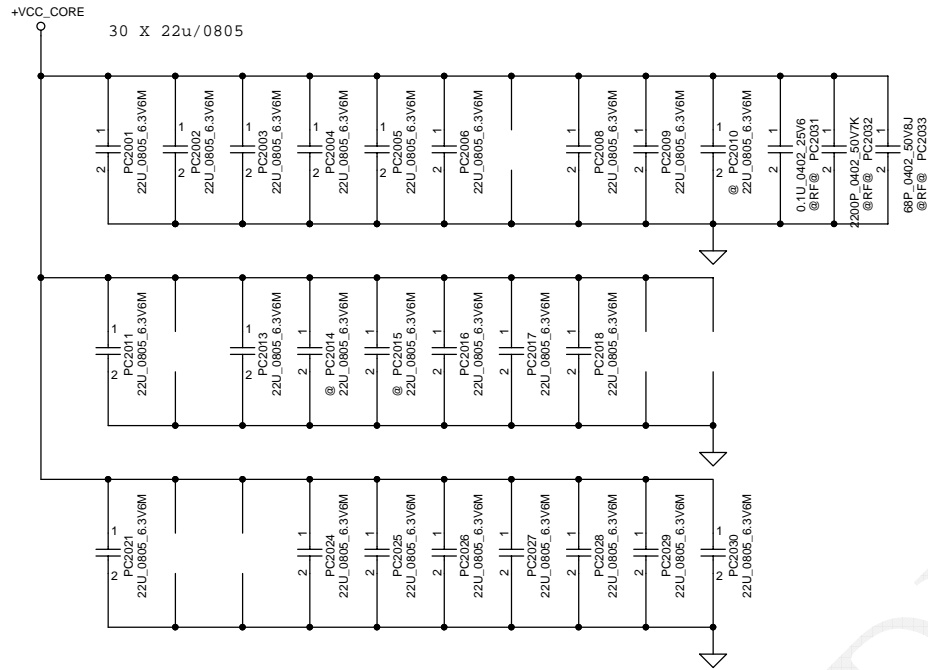 +VCC_CORE
30 X 22u/0805
1
2
PC2001
22U_0805_6.3V6M
1
2
PC2002
22U_0805_6.3V6M
1
2
PC2003
22U_0805_6.3V6M
1
2
PC2004
22U_0805_6.3V6M
1
2
PC2005
22U_0805_6.3V6M
1
2
PC2006
22U_0805_6.3V6M
1
2
PC2008
22U_0805_6.3V6M
1
2
PC2009
22U_0805_6.3V6M
1
2
@ PC2010
22U_0805_6.3V6M
1
2
0.1U_0402_25V6
@RF@ PC2031
1
2
2200P_0402_50V7K
@RF@ PC2032
1
2
68P_0402_50V8J
@RF@ PC2033
1
2
PC2011
22U_0805_6.3V6M
1
2
PC2013
22U_0805_6.3V6M
1
2
@ PC2014
22U_0805_6.3V6M
1
2
@ PC2015
22U_0805_6.3V6M
1
2
PC2016
22U_0805_6.3V6M
1
2
PC2017
22U_0805_6.3V6M
1
2
PC2018
22U_0805_6.3V6M
1
2
PC2021
22U_0805_6.3V6M
1
2
PC2024
22U_0805_6.3V6M
1
2
PC2025
22U_0805_6.3V6M
1
2
PC2026
22U_0805_6.3V6M
1
2
PC2027
22U_0805_6.3V6M
1
2
PC2028
22U_0805_6.3V6M
1
2
PC2029
22U_0805_6.3V6M
1
2
PC2030
22U_0805_6.3V6M